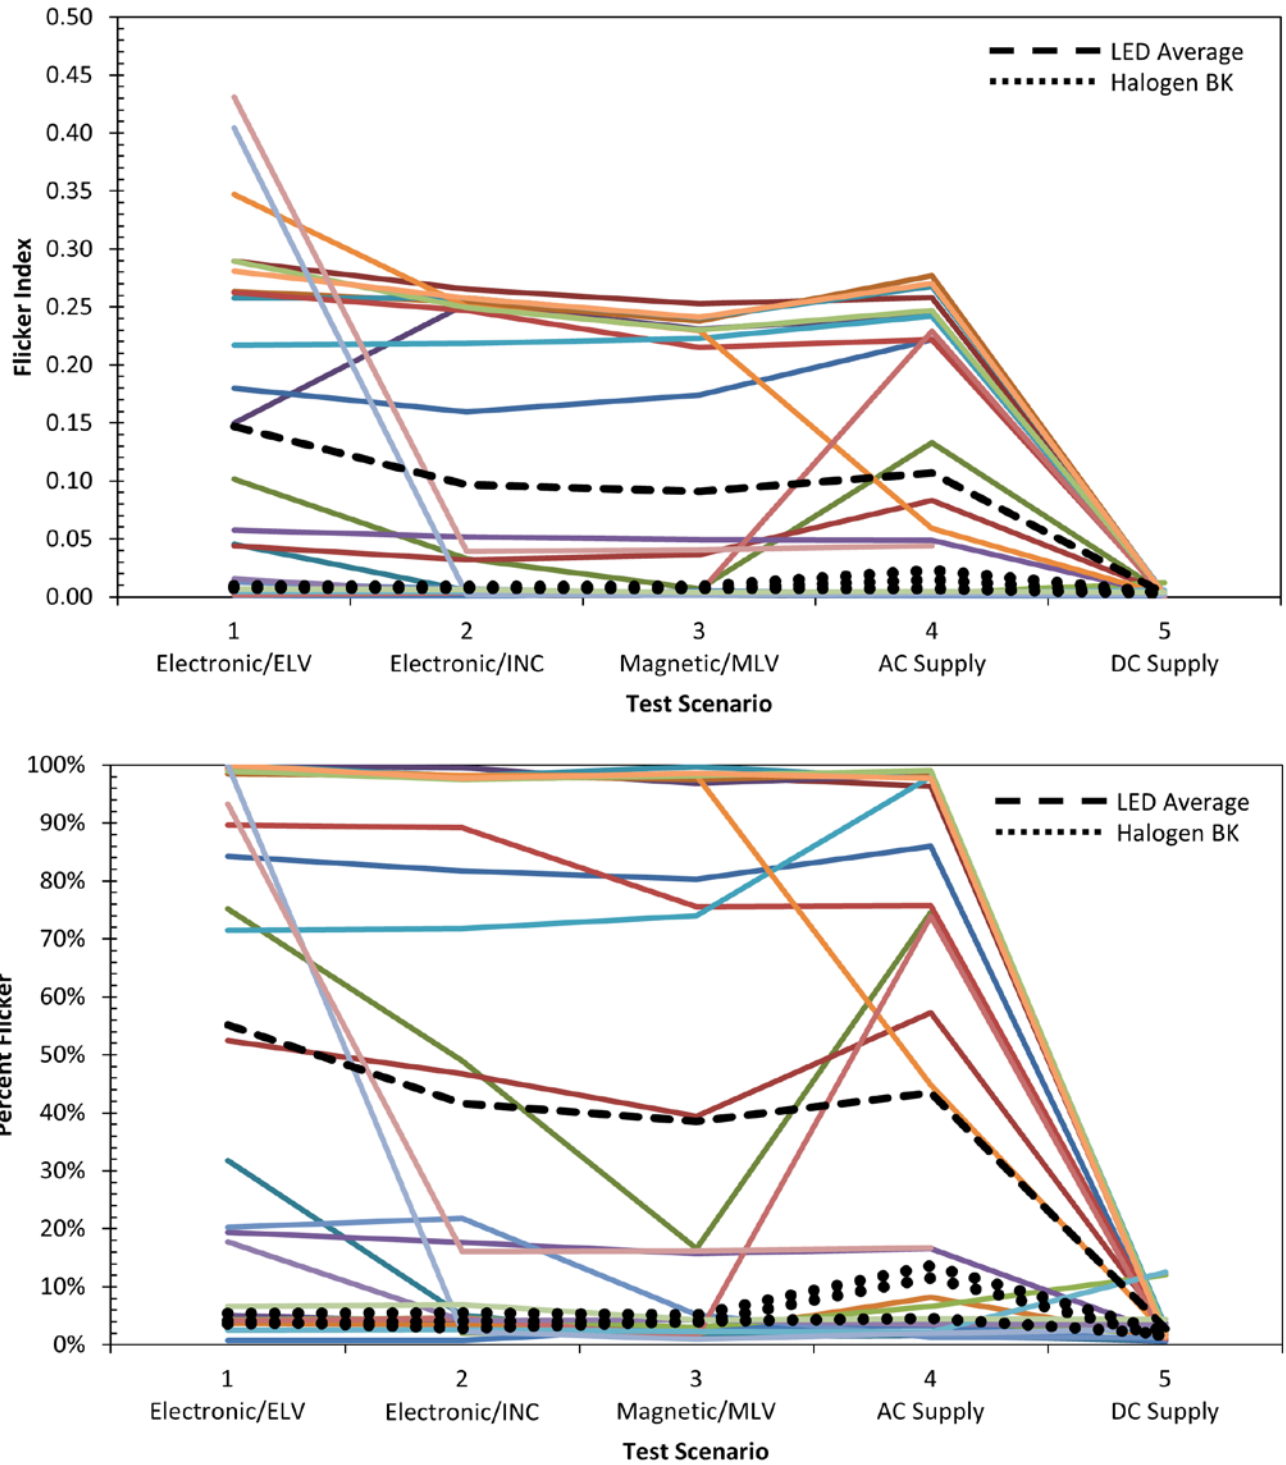 0.50
0.45
0.40
0.35
0.30
0.25
0.20
0.15
0.10
0.05
0.00
Flicker Index
LED Average
Halogen BK
1 2 3 4 5
Electronic/ELV Electronic/INC Magnetic/MLV AC Supply DC Supply
Test Scenario
100%
90%
80%
70%
60%
50%
40%
30%
20%
10%
0%
Percent Flicker
LED Average
Halogen BK
1 2 3 4 5
Electronic/ELV Electronic/INC Magnetic/MLV AC Supply DC Supply
Test Scenario